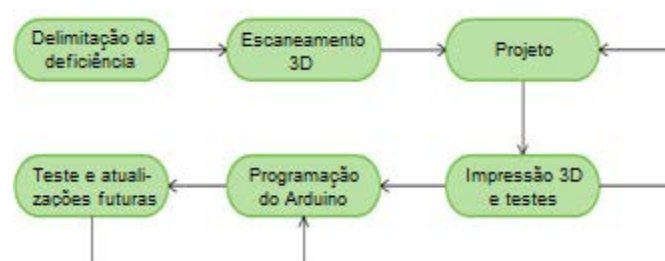 Delimitação da
deficiência
Escaneamento
3D
Projeto
Teste e atuali-
zações futuras
Programação
do Arduino
Impressão 3D
e testes